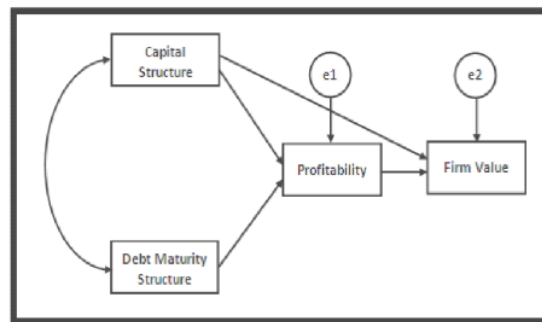 Capital
Structure
e1
e2
Profitability
Firm Value
Debt Maturity
Structure